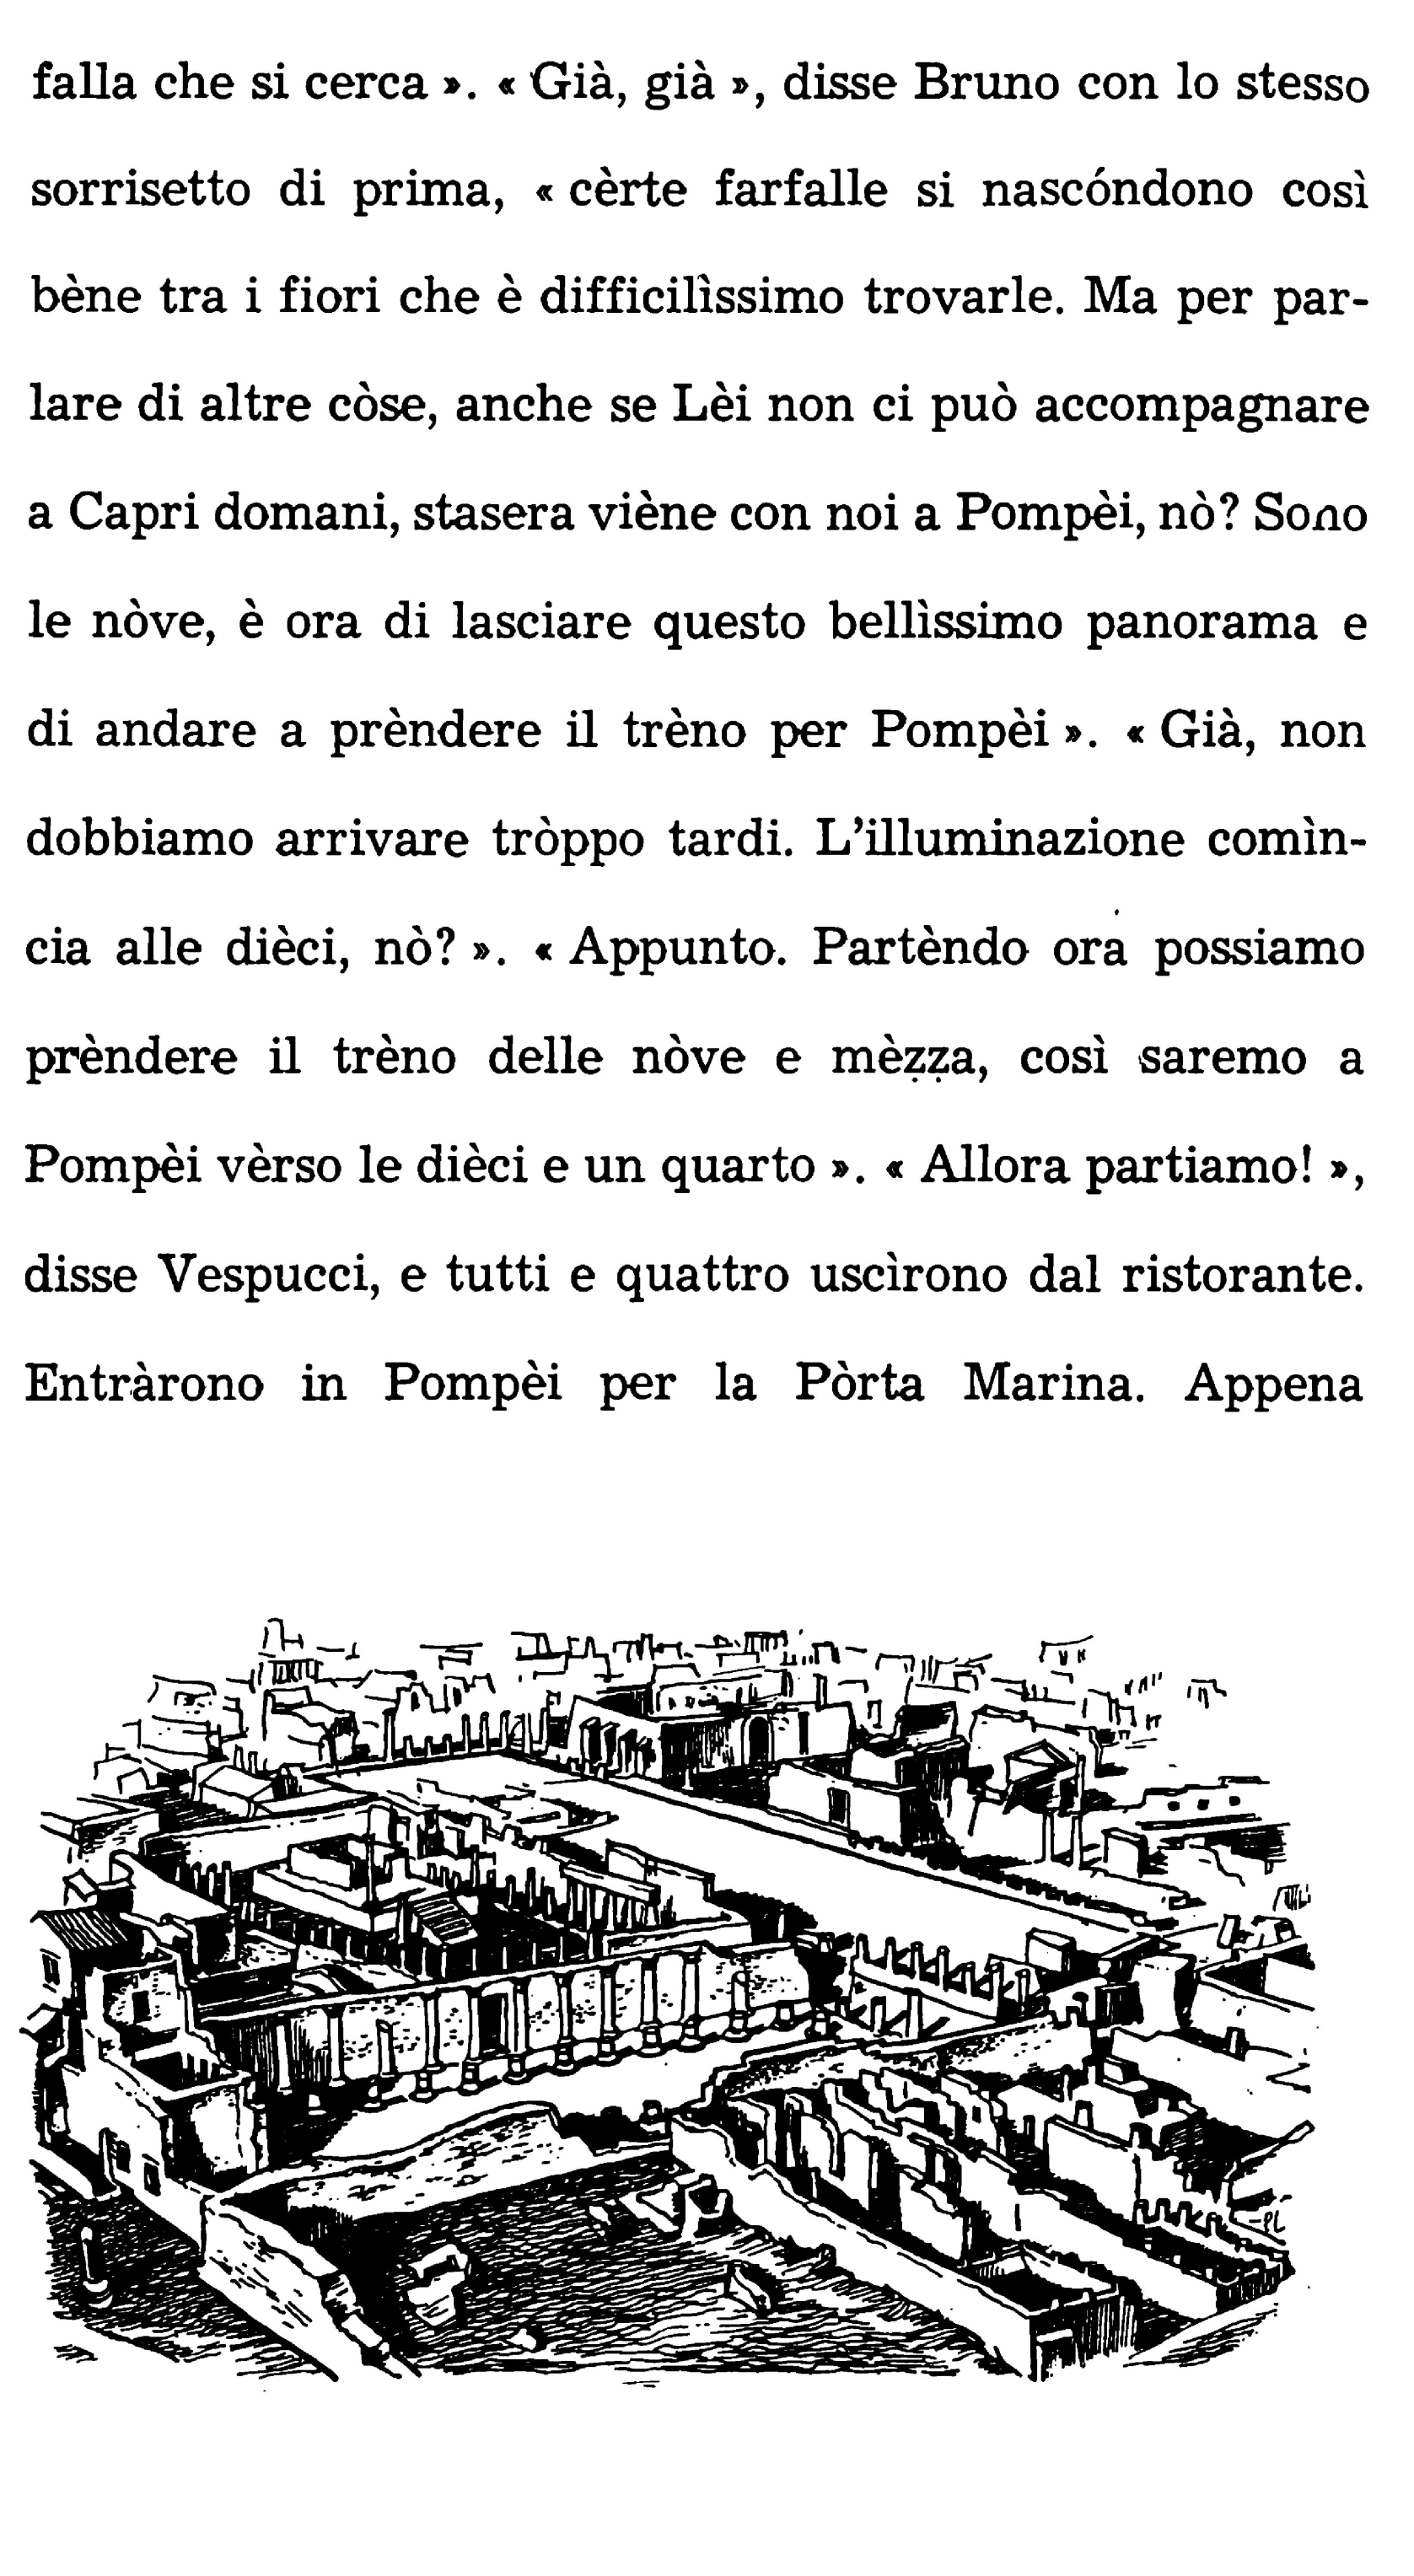 falla che si cerca ». « Già, già », disse Bruno con lo stesso
sorrisetto di prima, « cèrte farfalle si nascóndono così
bène tra i fiori che è difficilìssimo trovarle. Ma per par-
lare di altre còse, anche se Lèi non ci può accompagnare
a Capri domani, stasera viène con noi a Pompèi, nò? Sono
le nòve, è ora di lasciare questo bellìssimo panorama e
di andare a prèndere il trèno per Pompèi ». « Già, non
dobbiamo arrivare tròppo tardi. L'illuminazione comìn-
cia alle dièci, nò? ». « Appunto. Partèndo ora possiamo
prèndere il trèno delle nòve e mèẓẓa, così saremo a
Pompèi vèrso le dièci e un quarto ». « Allora partiamo! »,
disse Vespucci, e tutti e quattro uscìrono dal ristorante.
Entràrono in Pompèi per la Pòrta Marina. Appena